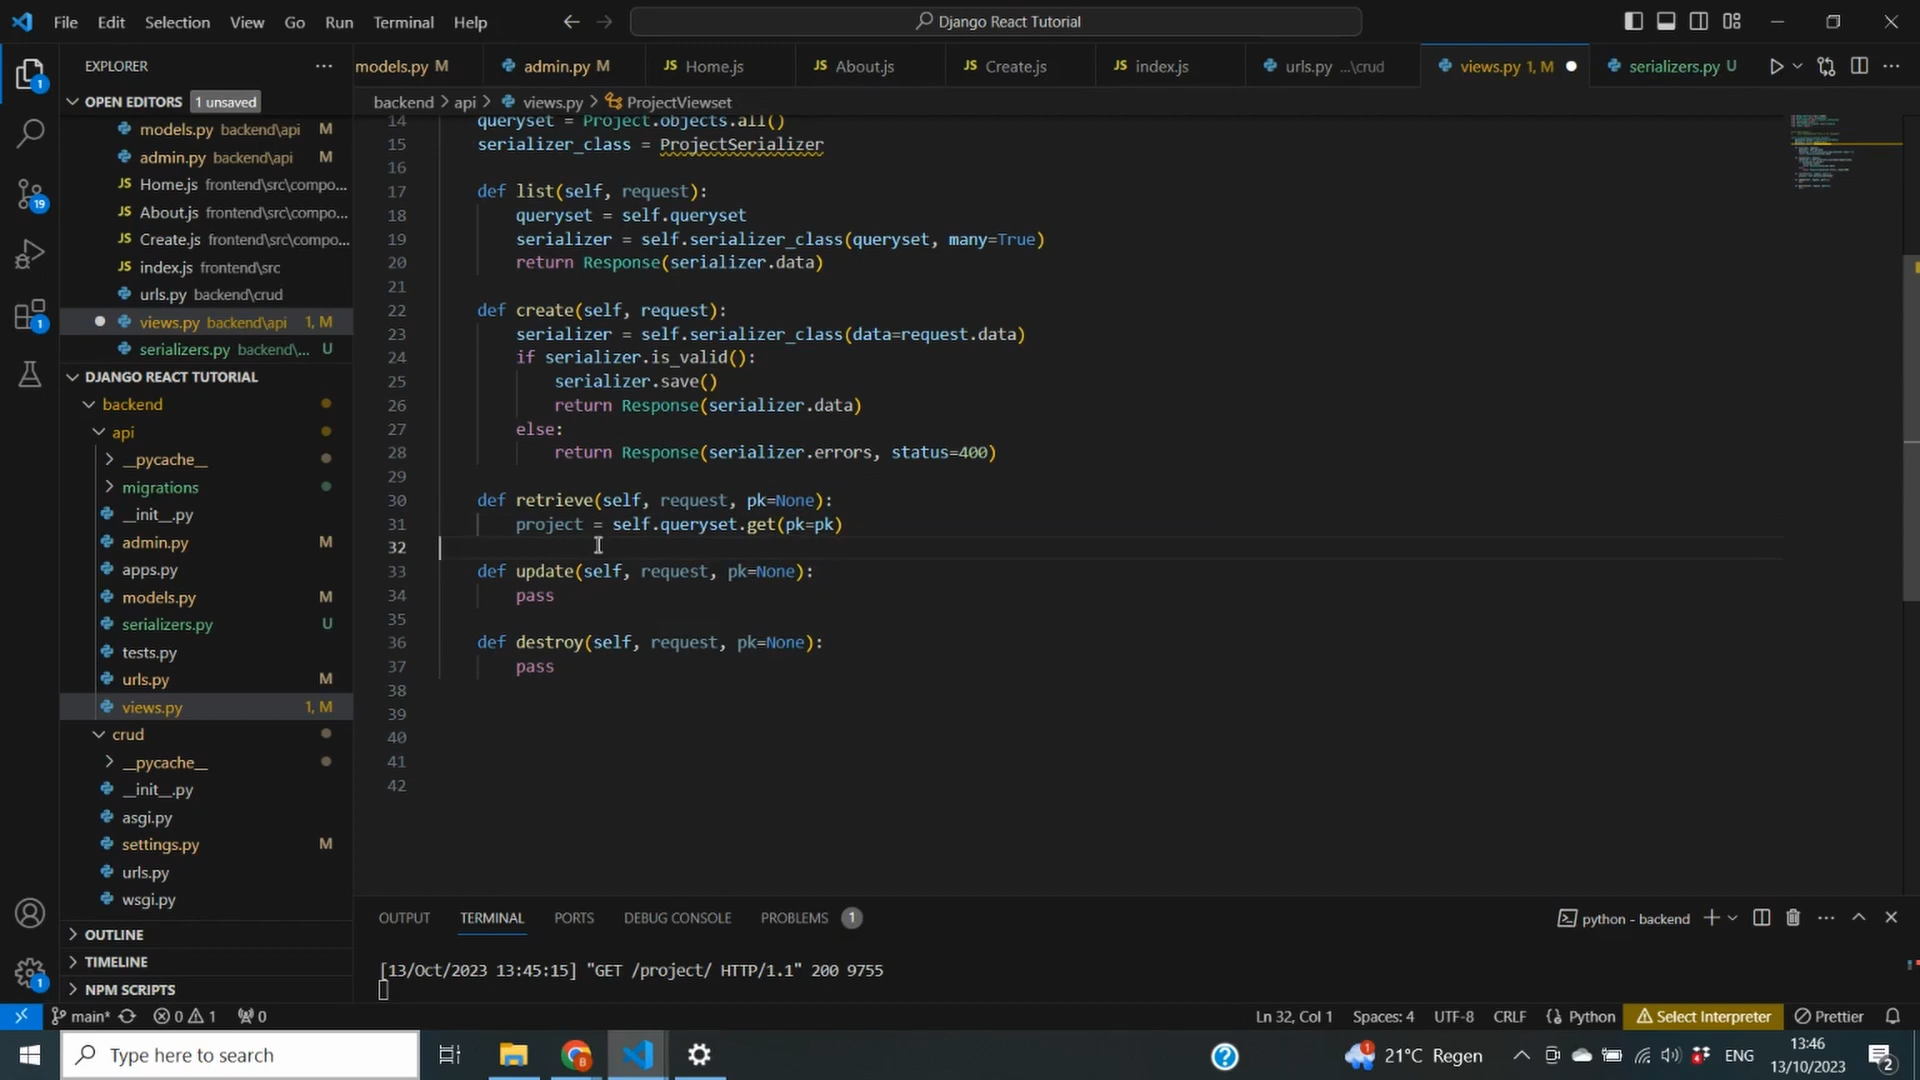 File Edit Selection View Go Run Terminal Help
Django React Tutorial
EXPLORER
models.py M
admin.py M
Home.js
About.js
Create.js
index.js
urls.py ...\crud
views.py 1, M
serializers.py U
OPEN EDITORS 1 unsaved
models.py backend\api M
admin.py backend\api M
Home.js frontend\src\compo...
About.js frontend\src\compo...
Create.js frontend\src\compo...
index.js frontend\src
urls.py backend\crud
views.py backend\api 1, M
serializers.py backend\... U
DJANGO REACT TUTORIAL
backend
api
__pycache__
migrations
__init__.py
admin.py M
apps.py
models.py M
serializers.py U
tests.py
urls.py M
views.py 1, M
crud
__pycache__
__init__.py
asgi.py
settings.py M
urls.py
wsgi.py
OUTLINE
TIMELINE
NPM SCRIPTS
1
19
1
1
backend > api > views.py > ProjectViewset
14 queryset = Project.objects.all()
15 serializer_class = ProjectSerializer
16
17 def list(self, request):
18 queryset = self.queryset
19 serializer = self.serializer_class(queryset, many=True)
20 return Response(serializer.data)
21
22 def create(self, request):
23 serializer = self.serializer_class(data=request.data)
24 if serializer.is_valid():
25 serializer.save()
26 return Response(serializer.data)
27 else:
28 return Response(serializer.errors, status=400)
29
30 def retrieve(self, request, pk=None):
31 project = self.queryset.get(pk=pk)
32
33 def update(self, request, pk=None):
34 pass
35
36 def destroy(self, request, pk=None):
37 pass
38
39
40
41
42
OUTPUT TERMINAL PORTS DEBUG CONSOLE PROBLEMS 1
python - backend
[13/Oct/2023 13:45:15] "GET /project/ HTTP/1.1" 200 9755
main* 0 1 0
Ln 32, Col 1 Spaces: 4 UTF-8 CRLF Python Select Interpreter Prettier
Type here to search
1
21°C Regen
ENG
13:46
13/10/2023
2